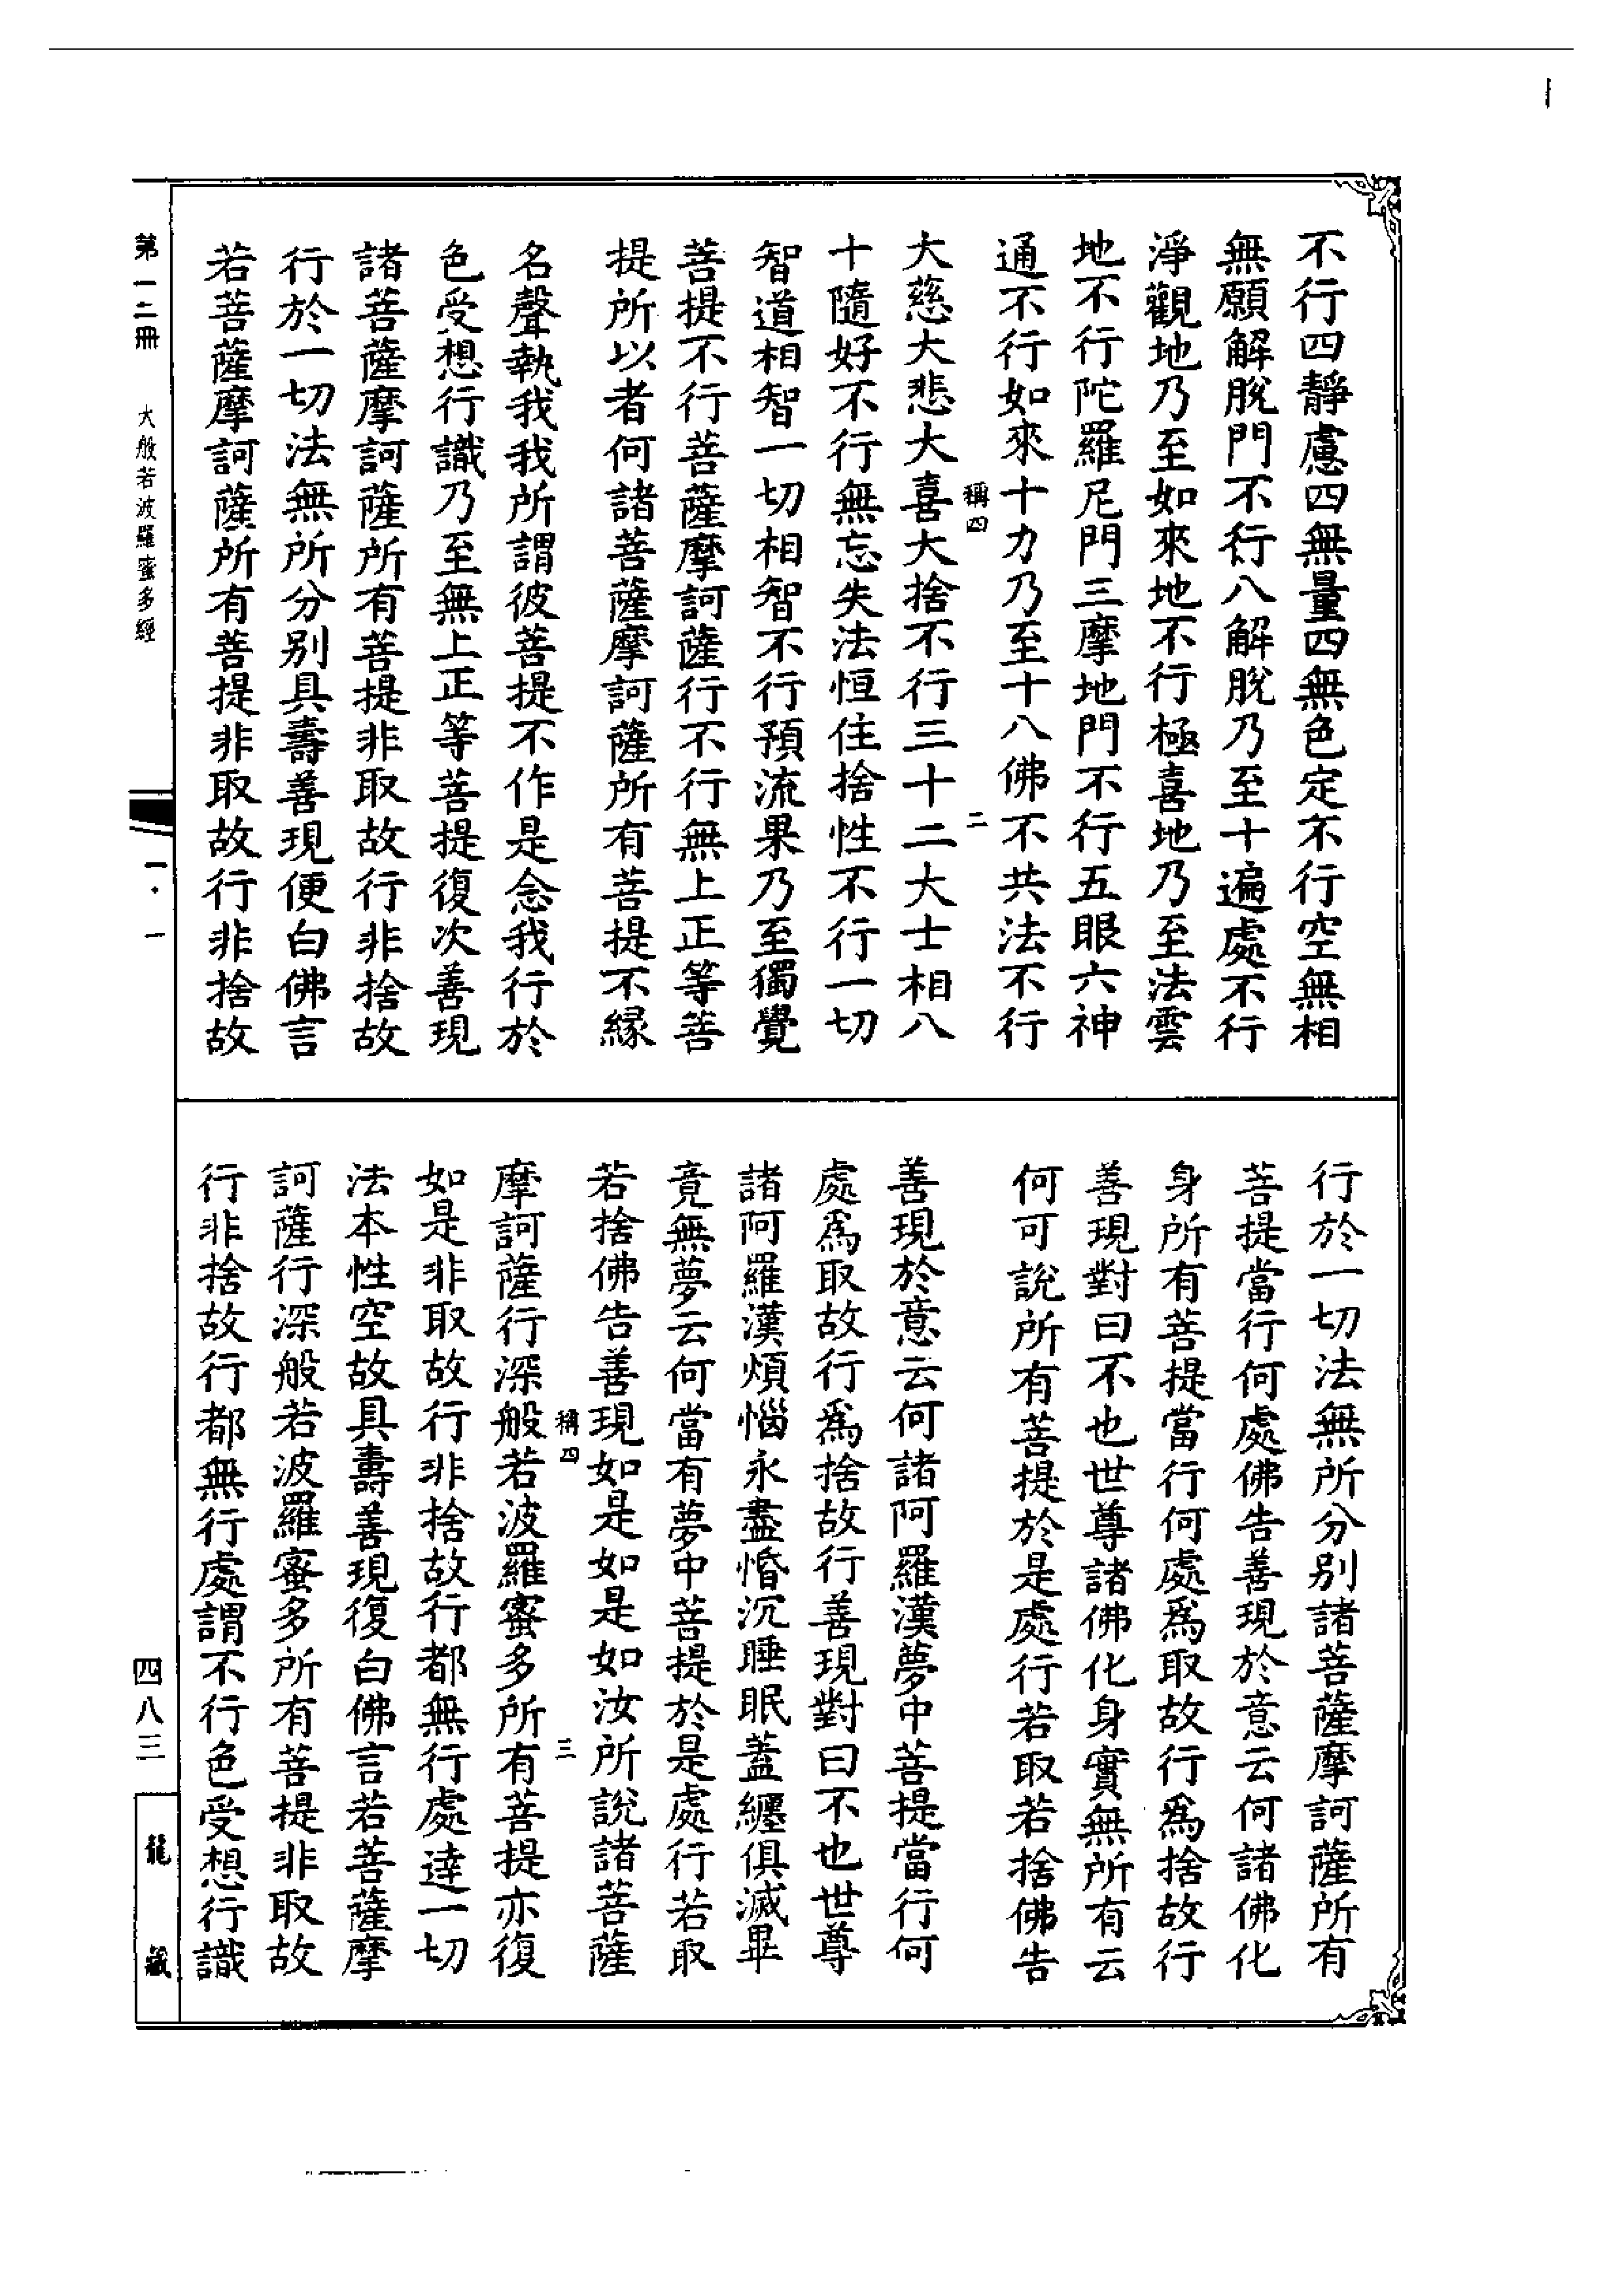 不行四靜慮四無量四無色定不行空無相
無願解脫門不行八解脫乃至十遍處不行
淨觀地乃至如來地不行極喜地乃至法雲
地不行陀羅尼門三摩地門不行五眼六神
通不行如來十力乃至十八佛不共法不行
稱四
二
大慈大悲大喜大捨不行三十二大士相八
十隨好不行無忘失法恒住捨性不行一切
智道相智一切相智不行預流果乃至獨覺
菩提不行菩薩摩訶薩行不行無上正等菩
提所以者何諸菩薩摩訶薩所有菩提不緣
名聲執我我所謂彼菩提不作是念我行於
色受想行識乃至無上正等菩提復次善現
諸菩薩摩訶薩所有菩提非取故行非捨故
行於一切法無所分別具壽善現便白佛言
若菩薩摩訶薩所有菩提非取故行非捨故
行於一切法無所分別諸菩薩摩訶薩所有
菩提當行何處佛告善現於意云何諸佛化
身所有菩提當行何處為取故行為捨故行
善現對曰不也世尊諸佛化身實無所有云
何可說所有菩提於是處行若取若捨佛告
善現於意云何諸阿羅漢夢中菩提當行何
處為取故行為捨故行善現對曰不也世尊
諸阿羅漢煩惱永盡惛沉睡眠蓋纏俱滅畢
竟無夢云何當有夢中菩提於是處行若取
若捨佛告善現如是如是如汝所說諸菩薩
稱四
三
摩訶薩行深般若波羅蜜多所有菩提亦復
如是非取故行非捨故行都無行處達一切
法本性空故具壽善現復白佛言若菩薩摩
訶薩行深般若波羅蜜多所有菩提非取故
行非捨故行都無行處謂不行色受想行識
第一二冊
大般若波羅蜜多經
一·一
四八三
龍藏